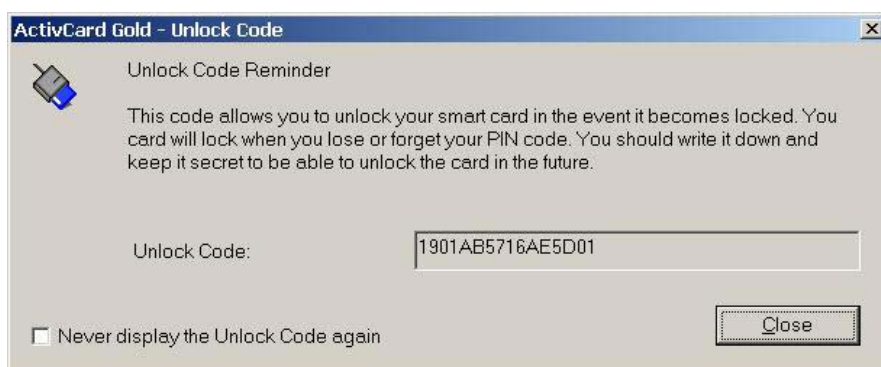 ActivCard Gold - Unlock Code
Unlock Code Reminder
This code allows you to unlock your smart card in the event it becomes locked. You
card will lock when you lose or forget your PIN code. You should write it down and
keep it secret to be able to unlock the card in the future.
Unlock Code:
1901AB5716AE5D01
Never display the Unlock Code again
Close